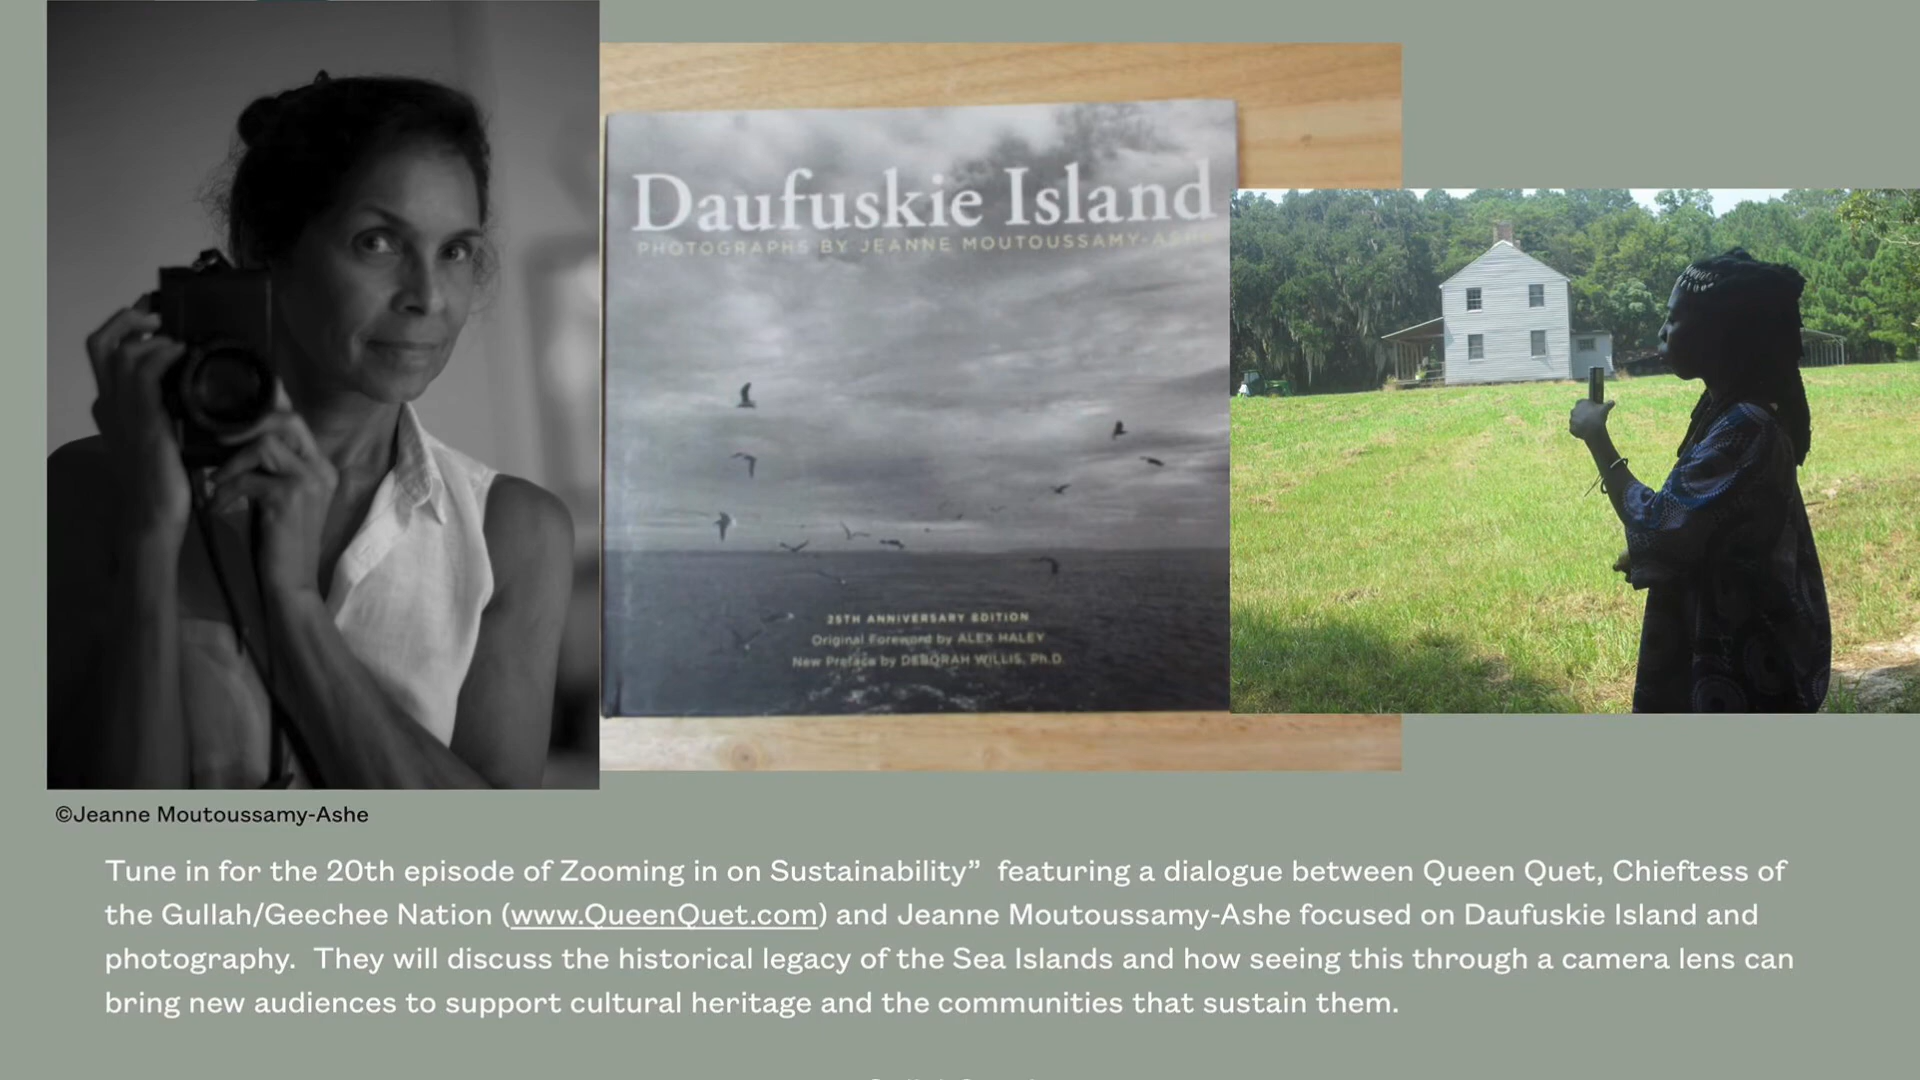 Daufuskie Island
PHOTOGRAPHS BY JEANNE MOUTOUSSAMY-ASHE
25TH ANNIVERSARY EDITION
Original Foreword by ALEX HALEY
New Preface by DEBORAH WILLIS, Ph.D.
©Jeanne Moutoussamy-Ashe
Tune in for the 20th episode of Zooming in on Sustainability”  featuring a dialogue between Queen Quet, Chieftess of
the Gullah/Geechee Nation (www.QueenQuet.com) and Jeanne Moutoussamy-Ashe focused on Daufuskie Island and
photography.  They will discuss the historical legacy of the Sea Islands and how seeing this through a camera lens can
bring new audiences to support cultural heritage and the communities that sustain them.